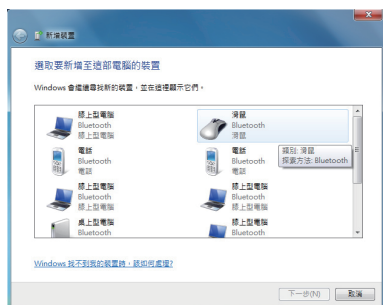 新增裝置
選取要新增至這部電腦的裝置
Windows 會繼續尋找新的裝置，並在這裡顯示它們。
膝上型電腦
Bluetooth
膝上型電腦
滑鼠
Bluetooth
滑鼠
電話
Bluetooth
電話
電話
Bluetooth
電話
類別: 滑鼠
探索方法: Bluetooth
膝上型電腦
Bluetooth
膝上型電腦
膝上型電腦
Bluetooth
膝上型電腦
桌上型電腦
Bluetooth
膝上型電腦
Bluetooth
Windows 找不到我的裝置時，該如何處理?
下一步(N)
取消